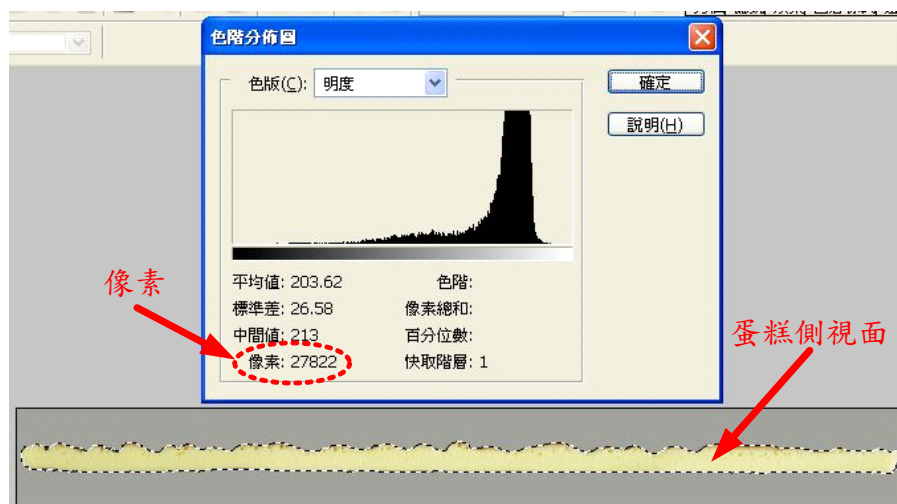 色階分佈圖
色版(C): 明度
確定
說明(H)
平均值: 203.62
標準差: 26.58
中間值: 213
像素: 27822
色階:
像素總和:
百分位數:
快取階層: 1
像素
蛋糕側視面